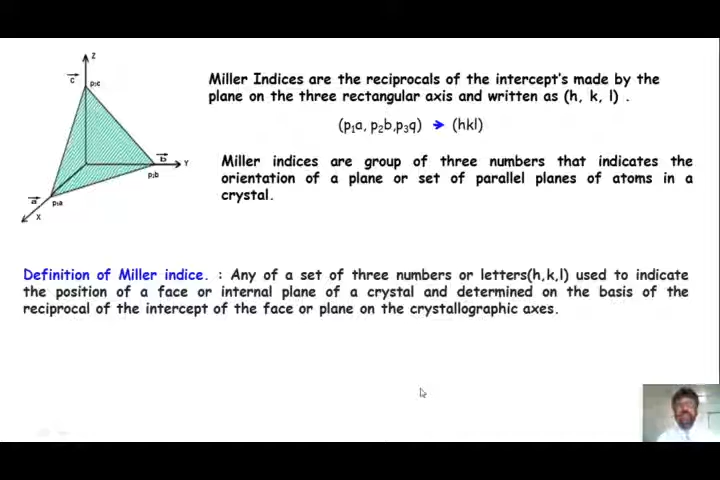 Z
c
p₃c
Miller Indices are the reciprocals of the intercept's made by the
plane on the three rectangular axis and written as (h, k, l) .
(p₁a, p₂b,p₃q) ➔ (hkl)
Miller indices are group of three numbers that indicates the
orientation of a plane or set of parallel planes of atoms in a
crystal.
b
Y
p₂b
a
p₁a
X
Definition of Miller indice. : Any of a set of three numbers or letters(h,k,l) used to indicate
the position of a face or internal plane of a crystal and determined on the basis of the
reciprocal of the intercept of the face or plane on the crystallographic axes.